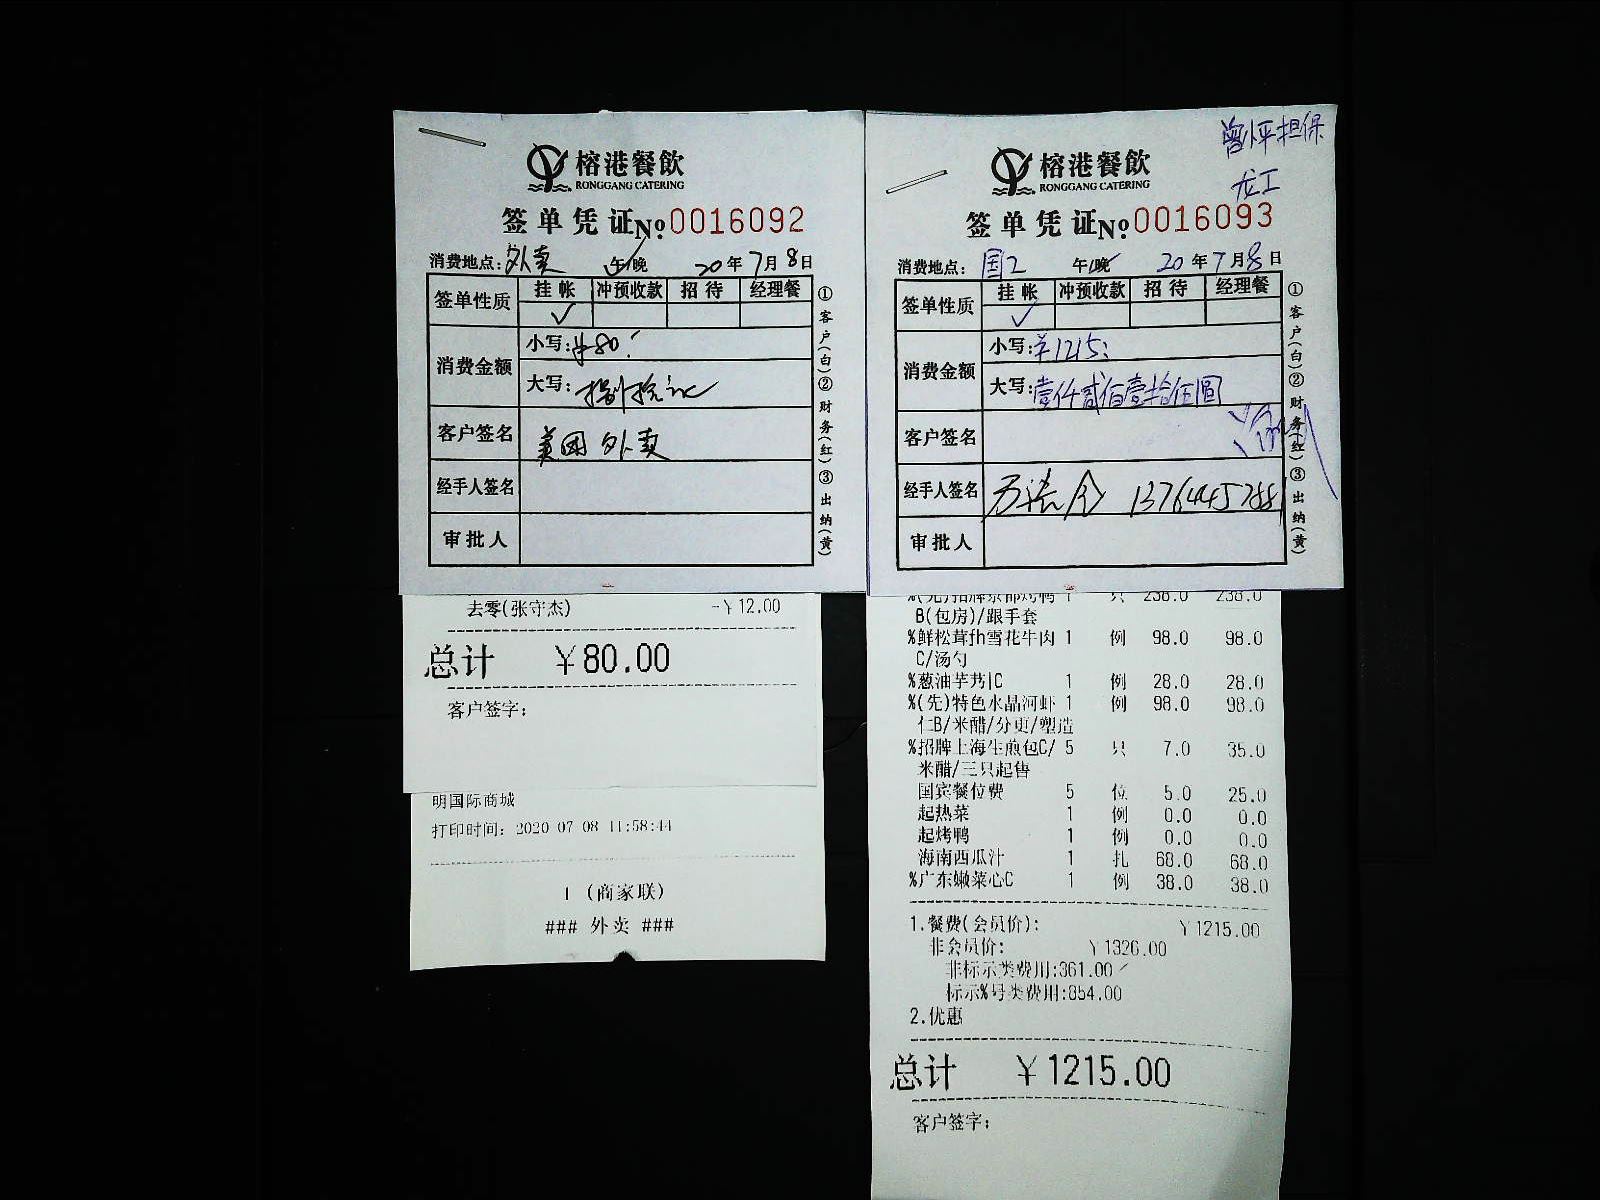 榕港餐飲
RONGGANG CATERING
签单凭证 No. 0016092
消费地点: 外卖 午/晚 20年7月8日
签单性质 挂帐 冲预收款 招待 经理餐
✓
消费金额 小写: ¥80.
大写: 捌拾元
客户签名 美团外卖
经手人签名
审批人
①客户(白)②财务(红)③出纳(黄)
去零(张守杰) -¥12.00
总计 ¥80.00
客户签字:
明国际商城
打印时间: 2020-07-08 11:58:44
1 (商家联)
### 外卖 ###
担保
龙工
榕港餐飲
RONGGANG CATERING
签单凭证 No. 0016093
消费地点: 国2 午/晚 20年7月8日
签单性质 挂帐 冲预收款 招待 经理餐
✓
消费金额 小写: ¥1215:
大写: 壹仟贰佰壹拾伍圆
客户签名
经手人签名
审批人
①客户(白)②财务(红)③出纳(黄)
%(先)招牌京都烤鸭 1 只 238.0 238.0
B(包房)/跟手套
%鲜松茸fh雪花牛肉 1 例 98.0 98.0
C/汤勺
%葱油芋艿|C 1 例 28.0 28.0
%(先)特色水晶河虾 1 例 98.0 98.0
仁B/米醋/分更/塑造
%招牌上海生煎包C/ 5 只 7.0 35.0
米醋/三只起售
国宾餐位费 5 位 5.0 25.0
起热菜 1 例 0.0 0.0
起烤鸭 1 例 0.0 0.0
海南西瓜汁 1 扎 68.0 68.0
%广东嫩菜心C 1 例 38.0 38.0
1.餐费(会员价): ¥1215.00
非会员价: ¥1326.00
非标示类费用:361.00
标示%号类费用:854.00
2.优惠
总计 ¥1215.00
客户签字: